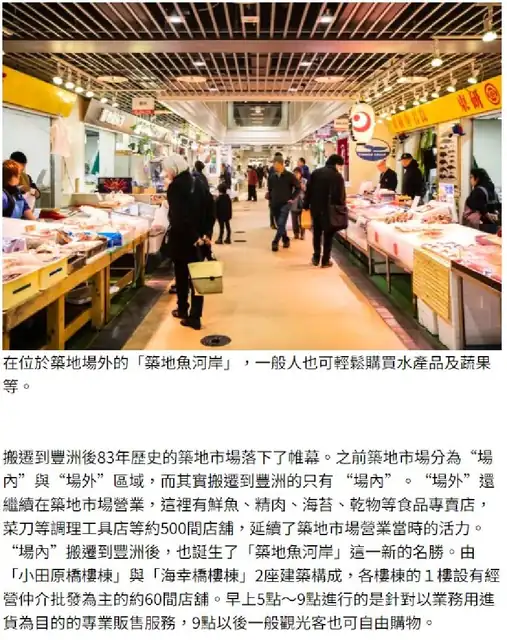 東研
在位於築地場外的「築地魚河岸」，一般人也可輕鬆購買水產品及蔬果
等。
搬遷到豐洲後83年歷史的築地市場落下了帷幕。之前築地市場分為“場
內”與“場外”區域，而其實搬遷到豐洲的只有 “場內”。“場外”還
繼續在築地市場營業，這裡有鮮魚、精肉、海苔、乾物等食品專賣店，
菜刀等調理工具店等約500間店舖，延續了築地市場營業當時的活力。
“場內”搬遷到豐洲後，也誕生了「築地魚河岸」這一新的名勝。由
「小田原橋樓棟」與「海幸橋樓棟」2座建築構成，各樓棟的１樓設有經
營仲介批發為主的約60間店舖。早上5點～9點進行的是針對以業務用進
貨為目的的專業販售服務，9點以後一般觀光客也可自由購物。